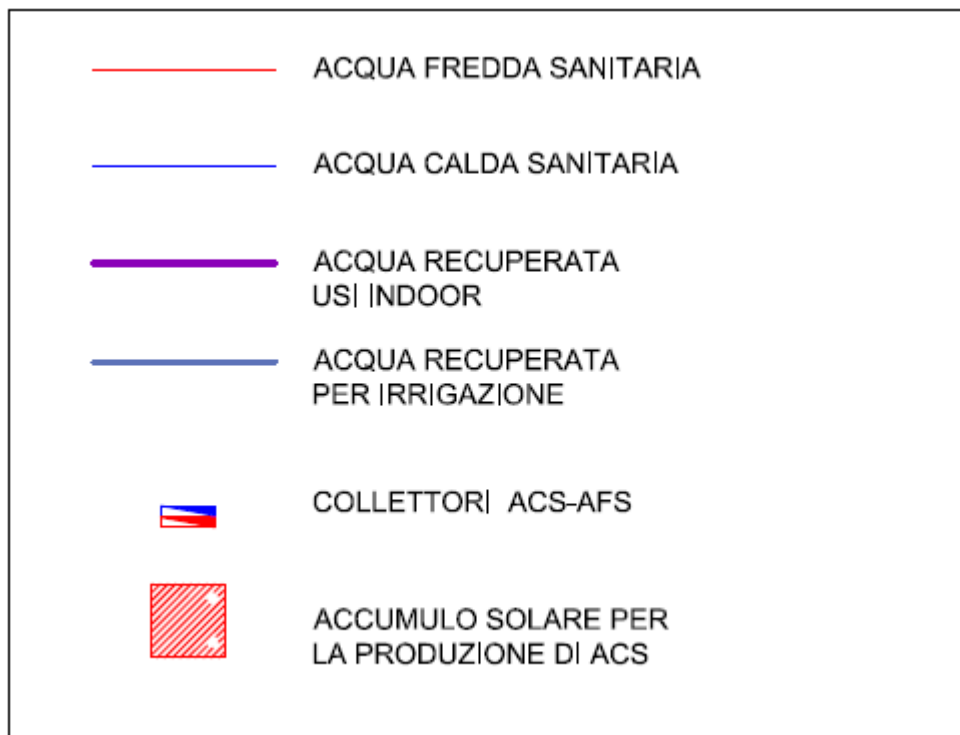 ACQUA FREDDA SANITARIA
ACQUA CALDA SANITARIA
ACQUA RECUPERATA
USI INDOOR
ACQUA RECUPERATA
PER IRRIGAZIONE
COLLETTORI ACS-AFS
ACCUMULO SOLARE PER
LA PRODUZIONE DI ACS